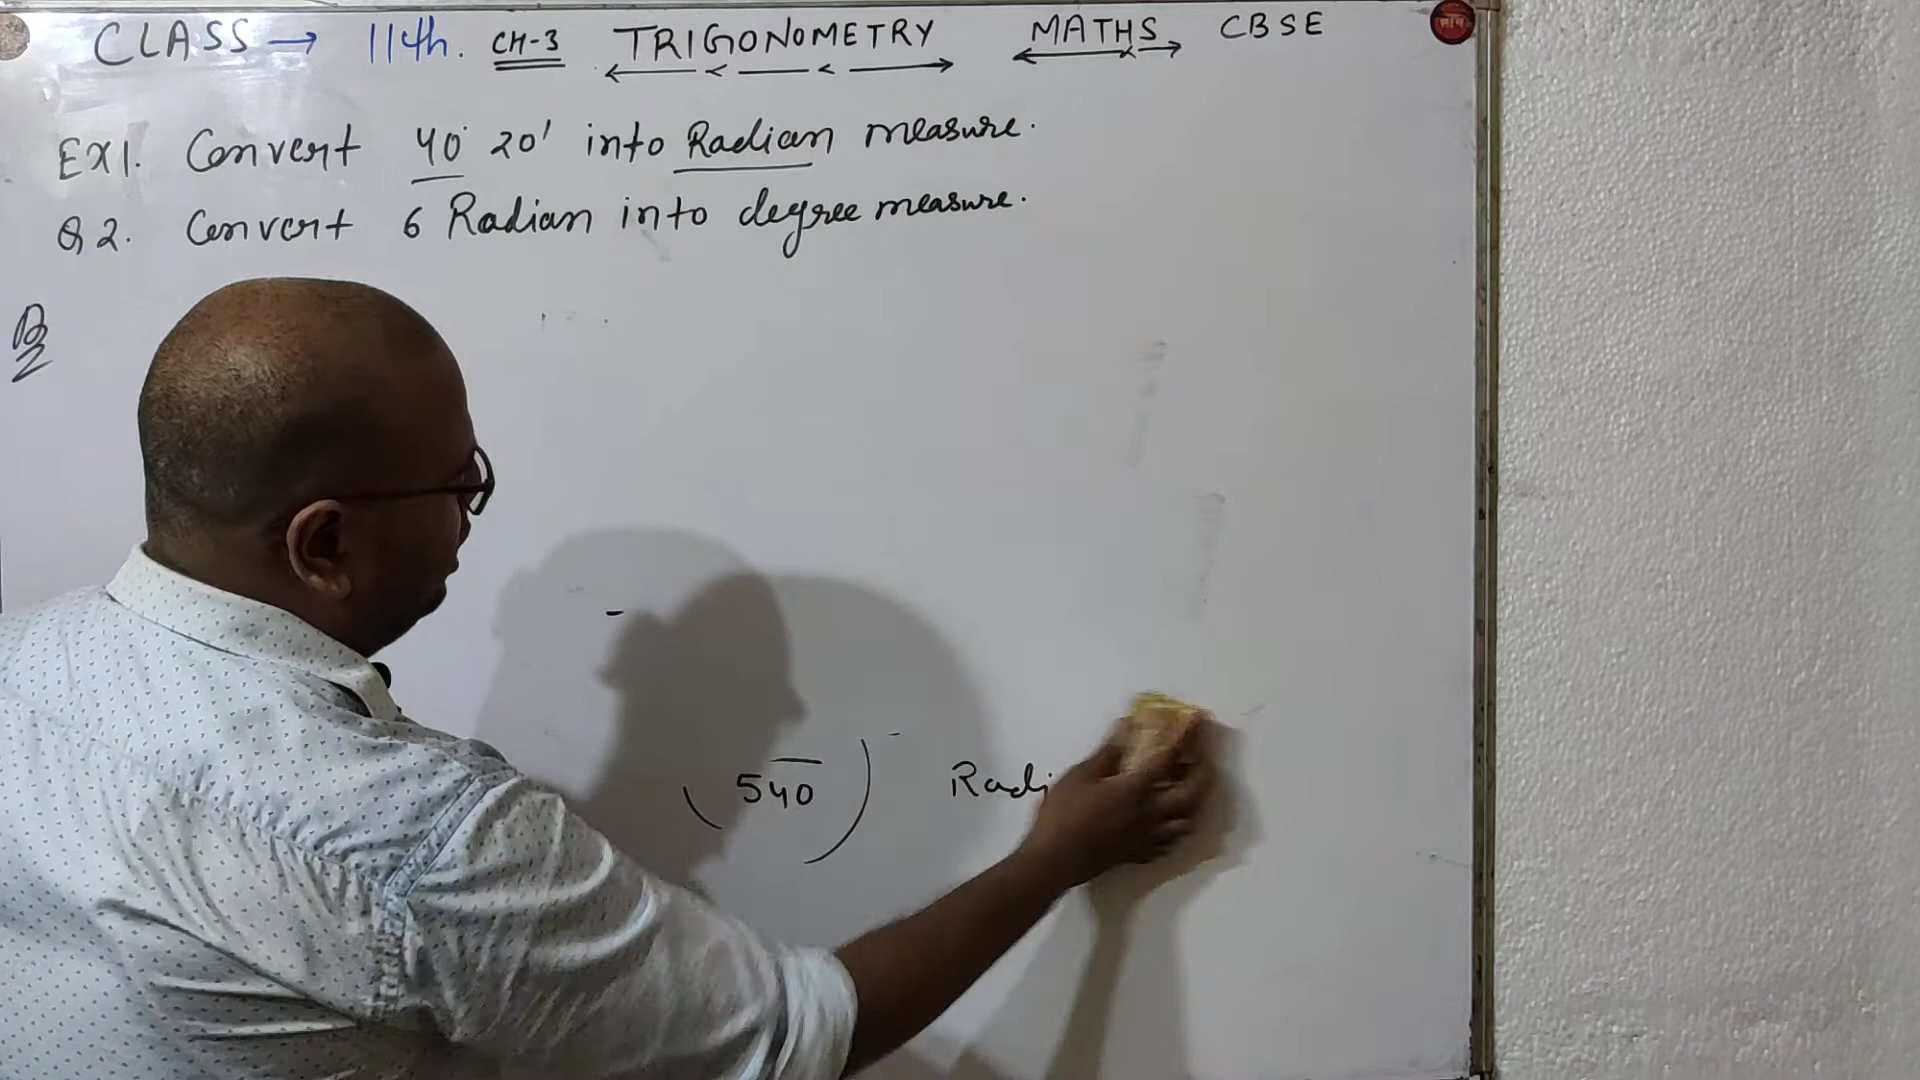 CLASS → 11th. CH-3 TRIGONOMETRY MATHS CBSE
EX1. Convert 40° 20' into Radian measure.
Q2. Convert 6 Radian into degree measure.
(540) Radi